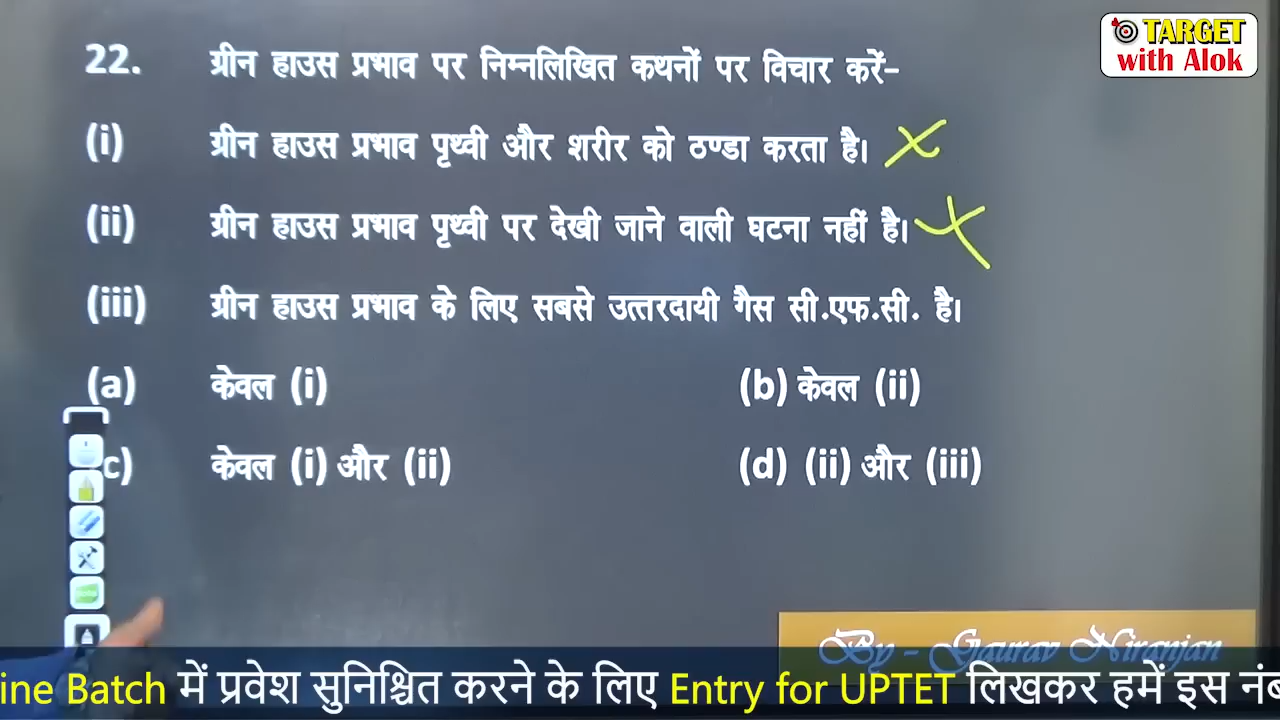 TARGET
with Alok
22. ग्रीन हाउस प्रभाव पर निम्नलिखित कथनों पर विचार करें-
(i) ग्रीन हाउस प्रभाव पृथ्वी और शरीर को ठण्डा करता है।
(ii) ग्रीन हाउस प्रभाव पृथ्वी पर देखी जाने वाली घटना नहीं है।
(iii) ग्रीन हाउस प्रभाव के लिए सबसे उत्तरदायी गैस सी.एफ.सी. है।
(a) केवल (i) (b) केवल (ii)
c) केवल (i) और (ii) (d) (ii) और (iii)
By - Gaurav Niranjan
ine Batch में प्रवेश सुनिश्चित करने के लिए Entry for UPTET लिखकर हमें इस नंब